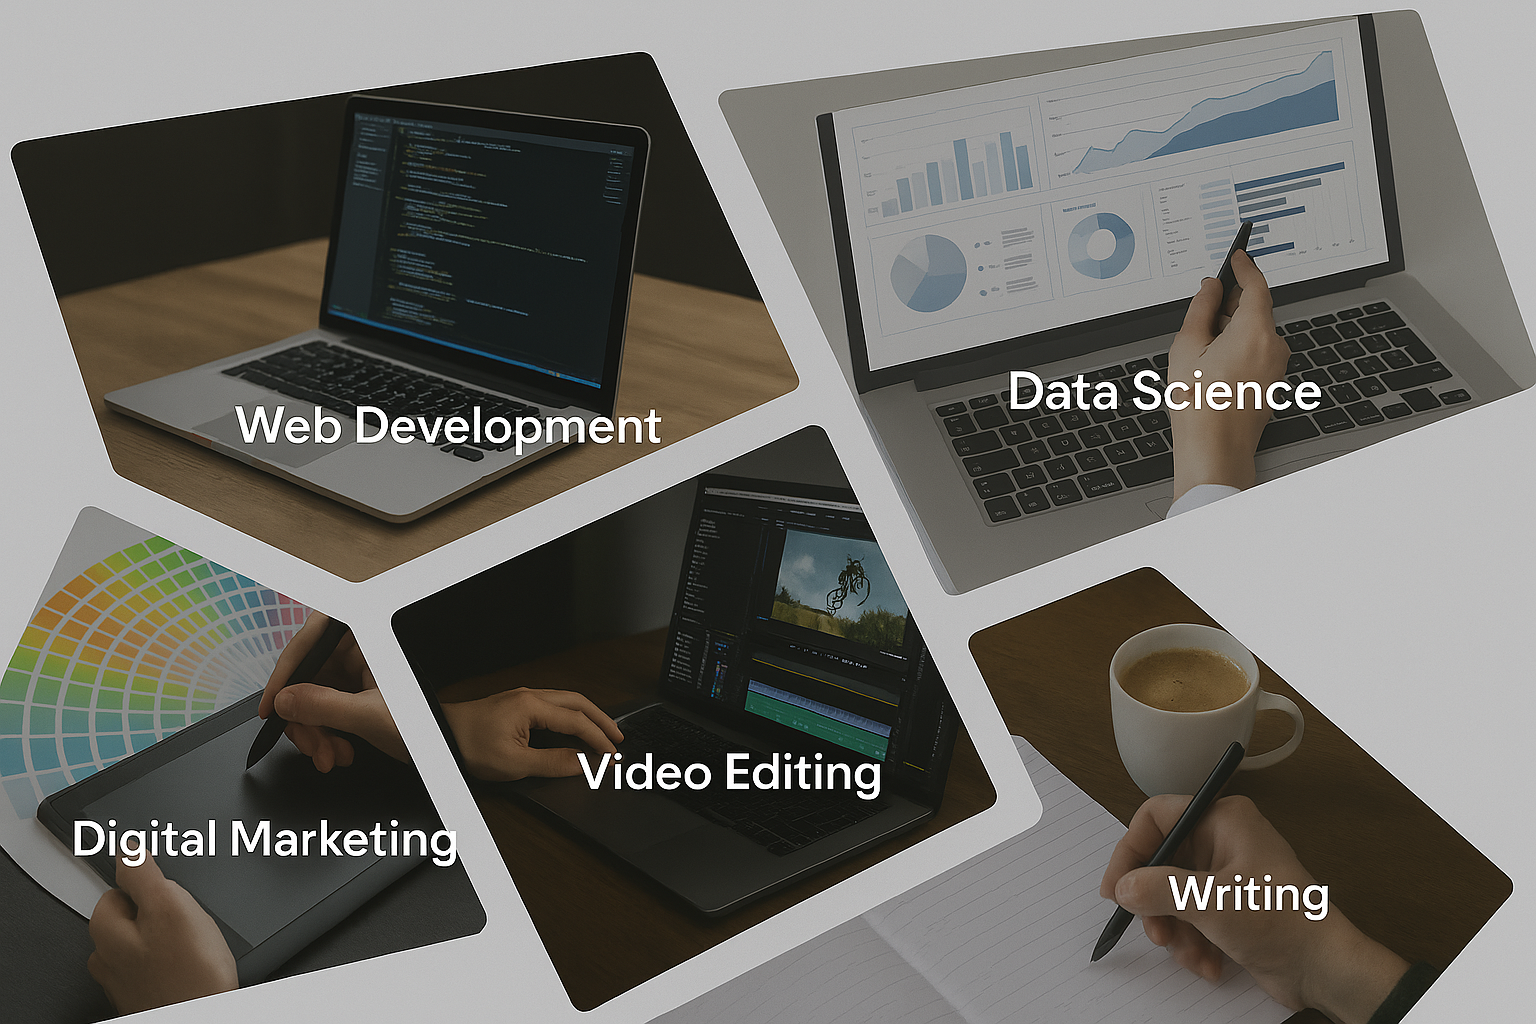 Web Development
Data Science
Digital Marketing
Video Editing
Writing